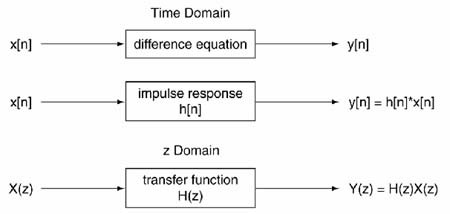 Time Domain
x[n] difference equation y[n]
x[n] impulse response h[n] y[n] = h[n]*x[n]
z Domain
X(z) transfer function H(z) Y(z) = H(z)X(z)